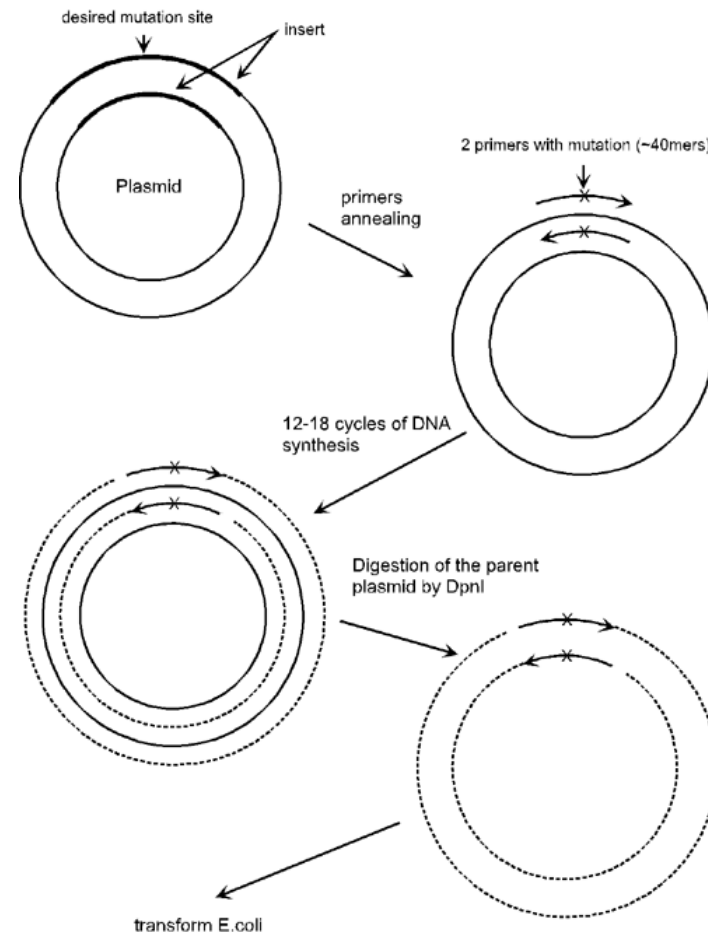 desired mutation site
insert
Plasmid
2 primers with mutation (~40mers)
primers
annealing
12-18 cycles of DNA
synthesis
Digestion of the parent
plasmid by DpnI
transform E.coli